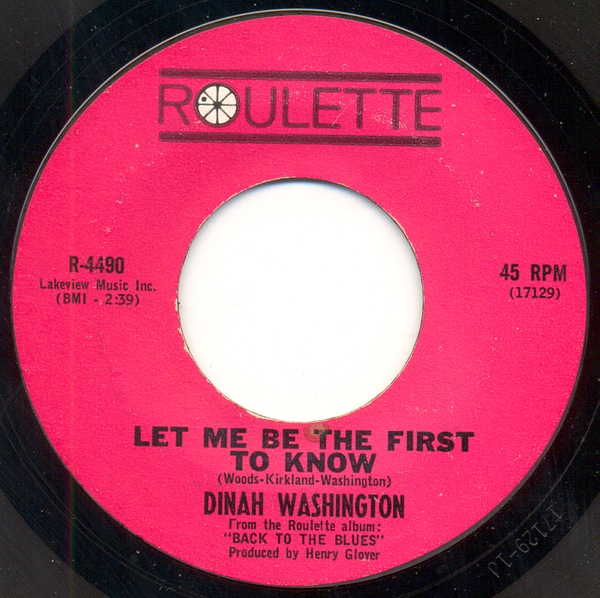 ROULETTE
R-4490
Lakeview Music Inc.
(BMI - 2:39)
45 RPM
(17129)
LET ME BE THE FIRST
TO KNOW
(Woods-Kirkland-Washington)
DINAH WASHINGTON
From the Roulette album:
"BACK TO THE BLUES"
Produced by Henry Glover
17129-1J